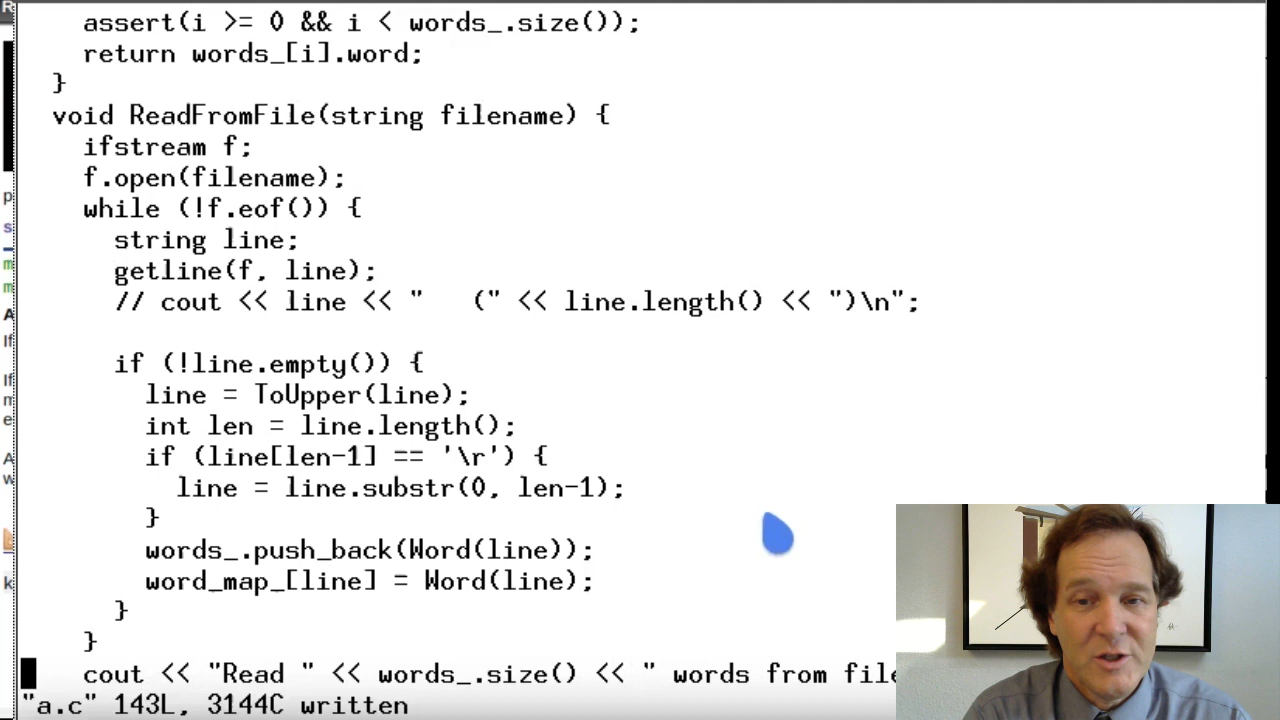 assert(i >= 0 && i < words_.size());
return words_[i].word;
}
void ReadFromFile(string filename) {
ifstream f;
f.open(filename);
while (!f.eof()) {
string line;
getline(f, line);
// cout << line << "   (" << line.length() << ")\n";
if (!line.empty()) {
line = ToUpper(line);
int len = line.length();
if (line[len-1] == '\r') {
line = line.substr(0, len-1);
}
words_.push_back(Word(line));
word_map_[line] = Word(line);
}
}
cout << "Read " << words_.size() << " words from file
"a.c" 143L, 3144C written